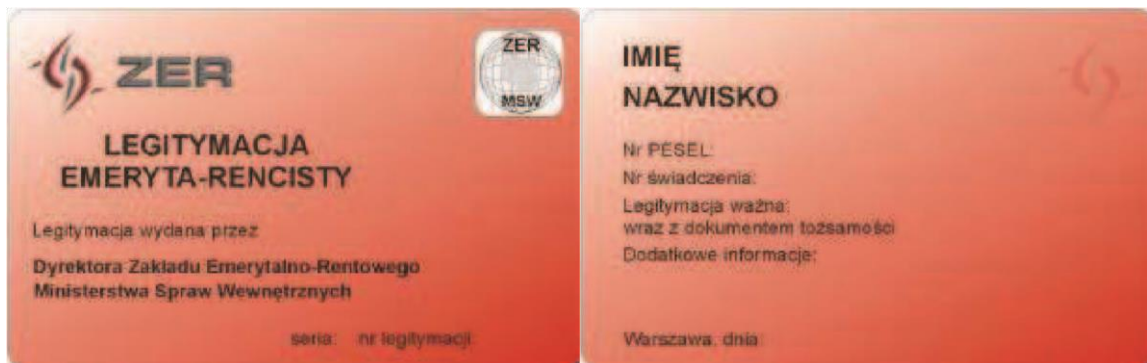 ZER
ZER
MSW
LEGITYMACJA
EMERYTA-RENCISTY
Legitymacja wydana przez
Dyrektora Zakładu Emerytalno-Rentowego
Ministerstwa Spraw Wewnętrznych
seria: nr legitymacji:
IMIĘ
NAZWISKO
Nr PESEL:
Nr świadczenia:
Legitymacja ważna:
wraz z dokumentem tożsamości
Dodatkowe informacje:
Warszawa, dnia: